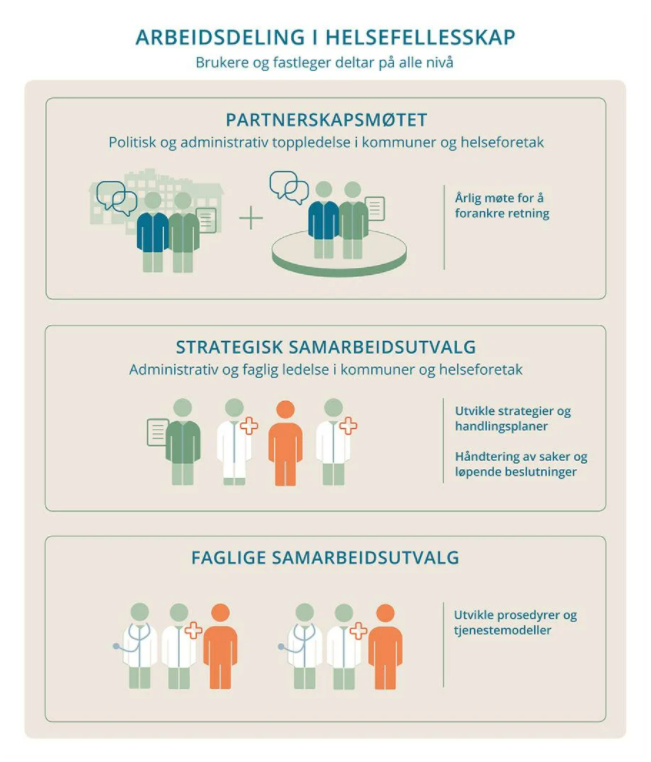 ARBEIDSDELING I HELSEFELLESSKAP
Brukere og fastleger deltar på alle nivå
PARTNERSKAPSMØTET
Politisk og administrativ toppledelse i kommuner og helseforetak
Årlig møte for å
forankre retning
STRATEGISK SAMARBEIDSUTVALG
Administrativ og faglig ledelse i kommuner og helseforetak
Utvikle strategier og
handlingsplaner
Håndtering av saker og
løpende beslutninger
FAGLIGE SAMARBEIDSUTVALG
Utvikle prosedyrer og
tjenestemodeller